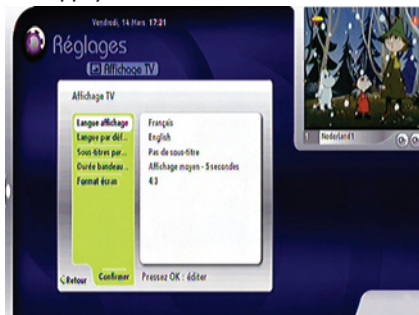 Vendredi, 14 Mars 17:21
Réglages
Affichage TV
Affichage TV
Langue affichage Français
Langue par déf... English
Sous-titres par... Pas de sous-titre
Durée bandeau... Affichage moyen - 5 secondes
Format écran 4:3
Retour Confirmer Pressez OK : éditer
1 Nederland 1